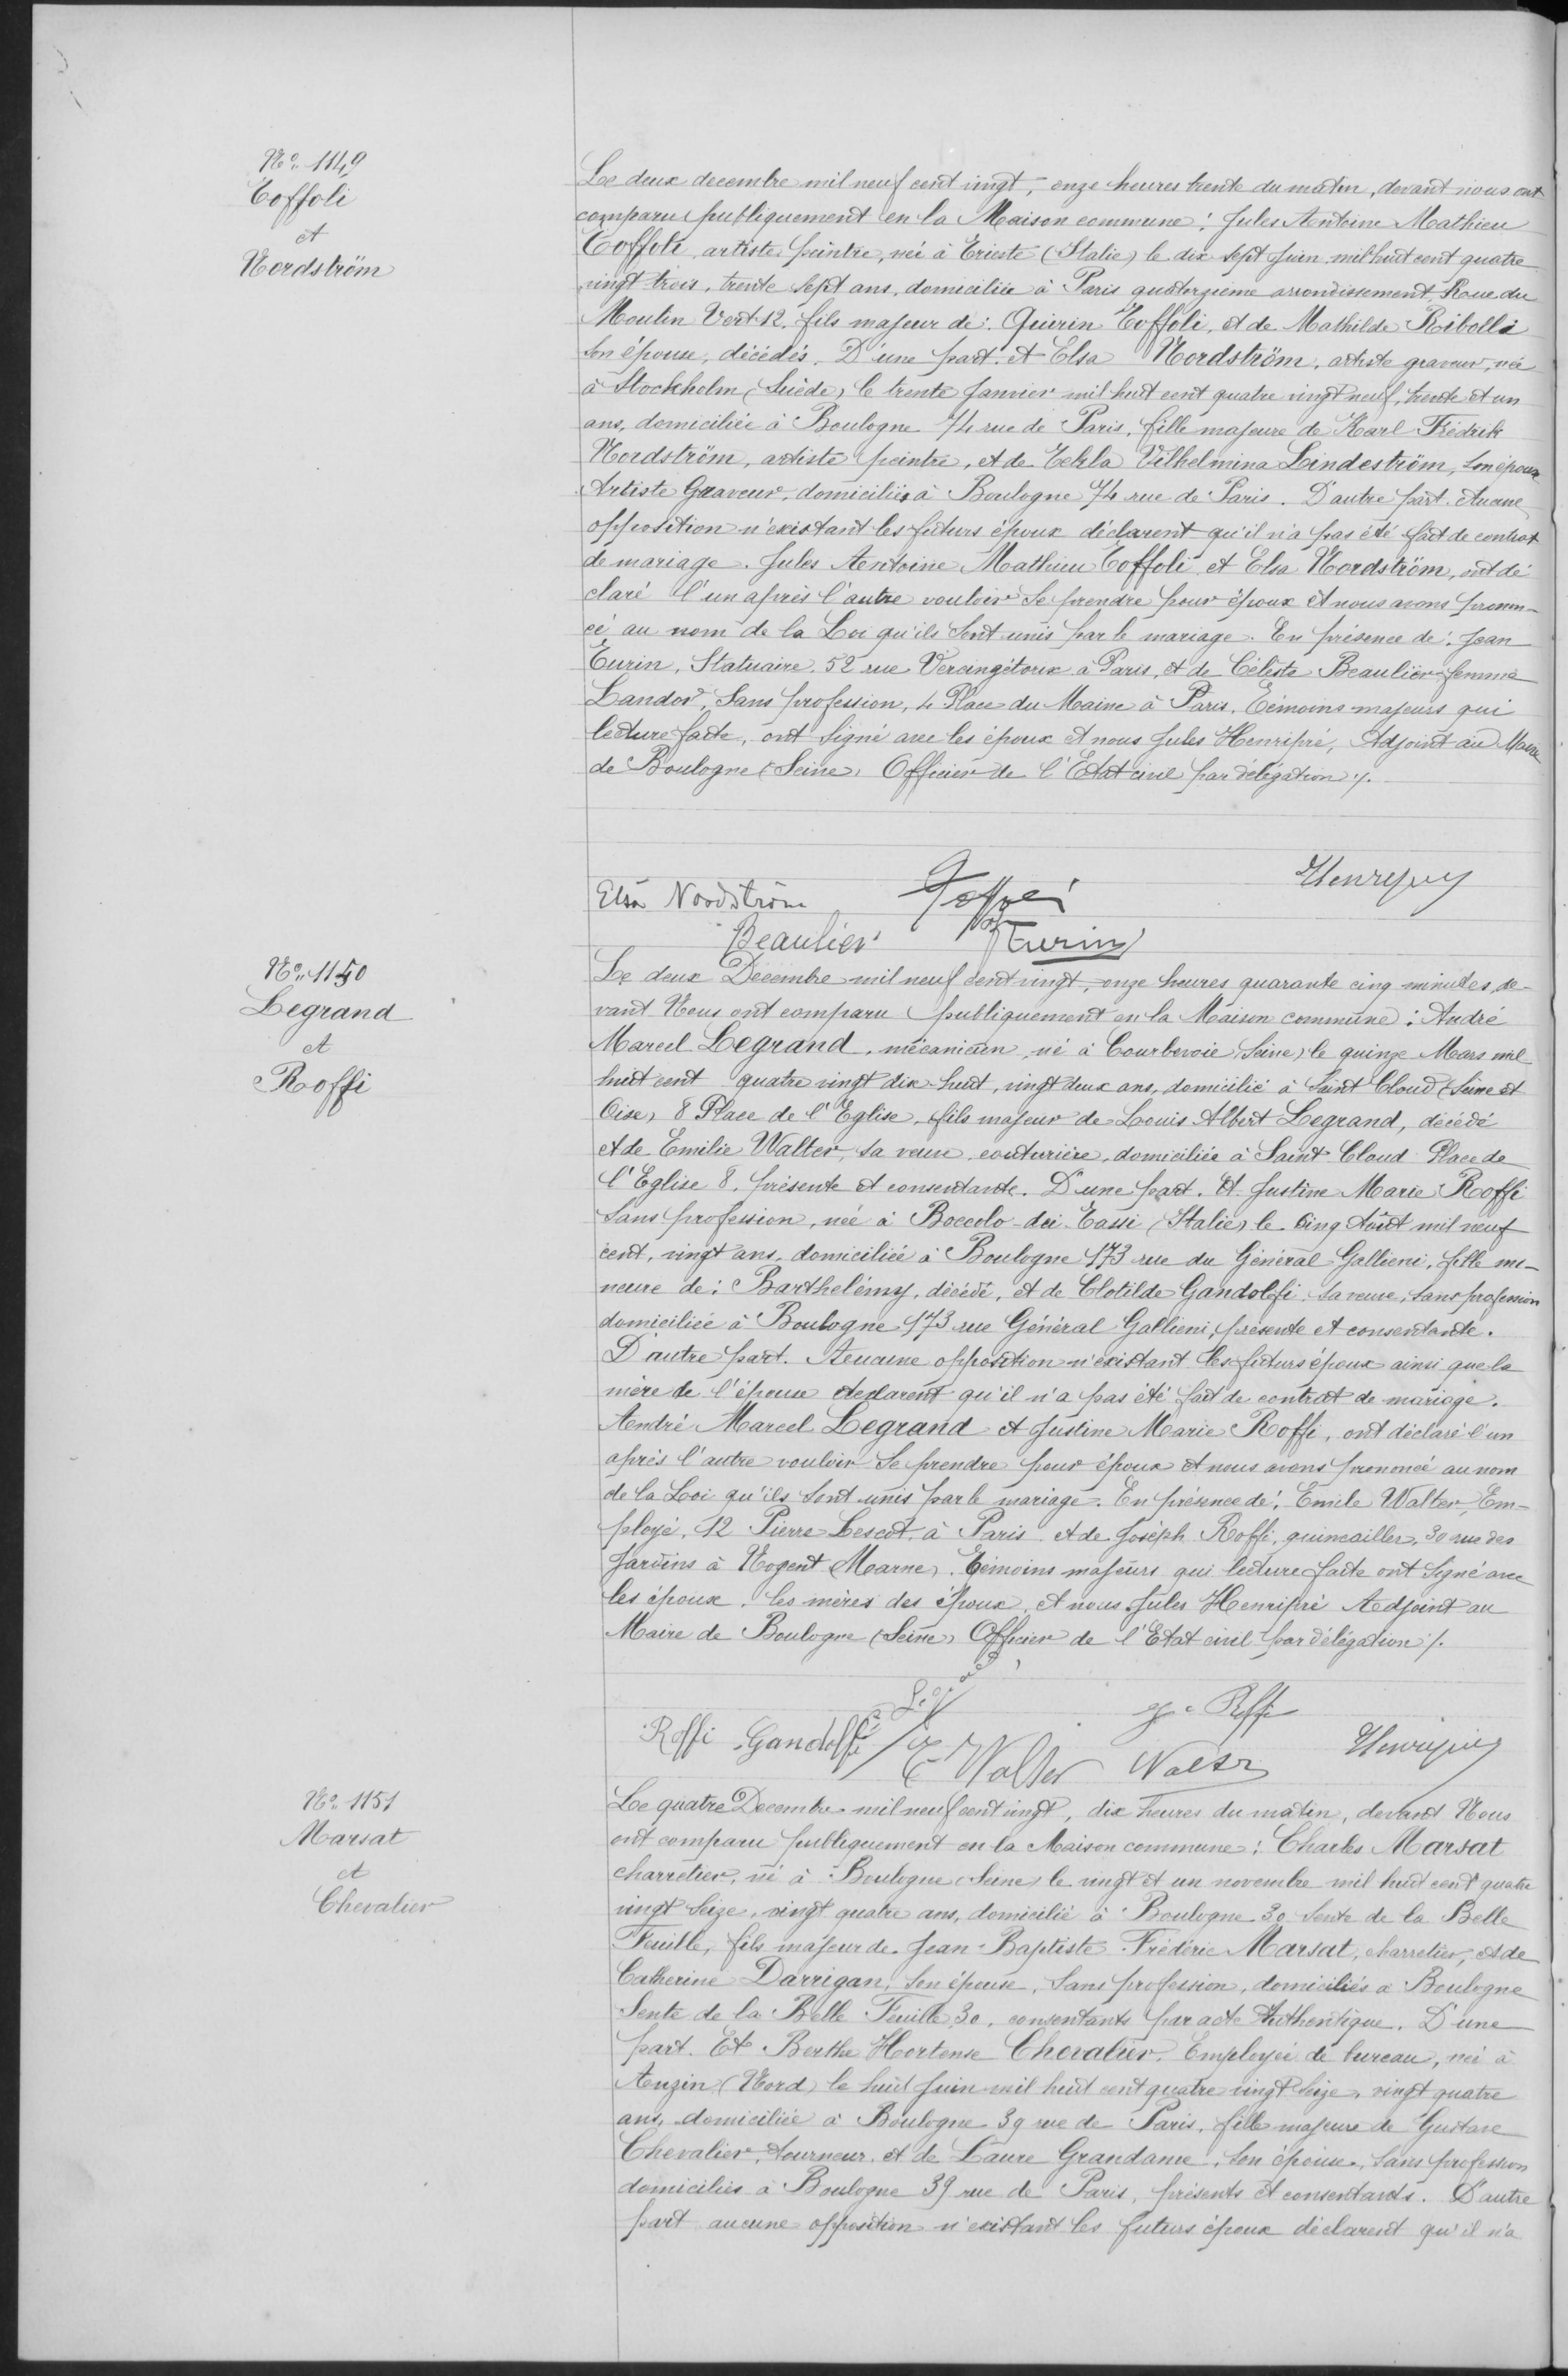 No. 1149
Toffoli
et
Nordström
Le deux decembre mil neuf cent vingt, onze heures trente du matin, devant nous ont
comparu publiquement en la Maison commune : Jules Antoine Mathieu
Toffoli, artiste peintre, né à Trieste (Italie) le dix sept juin mil huit cent quatre
vingt trois, trente sept ans, domicilié à Paris quatorzième arrondissement, Rue du
Moulin Vert 12. fils majeur de : Quirin Toffoli, et de Mathilde Ribolli
son épouse, décédés. D'une part. et Elsa Nordström, artiste graveur, née
à Stockholm (Suède) le trente Janvier mil huit cent quatre vingt neuf, trente et un
ans, domiciliée à Boulogne 74 rue de Paris, fille majeure de Karl Frédrik
Nordström, artiste peintre, et de Tekla Vilhelmina Lindeström, son épouse
Artiste Graveur, domiciliés à Boulogne 74 rue de Paris. D'autre part. Aucune
opposition n'existant les futurs époux déclarent qu'il n'a pas été fait de contrat
de mariage. Jules Antoine Mathieu Toffoli et Elsa Nordström, ont dé
claré l'un après l'autre vouloir se prendre pour époux et nous avons pronon-
cé au nom de la Loi qu'ils sont unis par le mariage. En présence de : Jean
Turin, Statuaire, 52 rue Vercingétorix à Paris, et de Céleste Beaulier femme
Landor, Sans profession, 4 Place du Maine à Paris. Témoins majeurs qui
lecture faite, ont signé avec les époux et nous Jules Henripré, Adjoint au Maire
de Boulogne (Seine) Officier de l'Etat civil par délégation ./.
Elsa Nordström Toffoli Henripré
Beaulier Turin
No. 1150
Legrand
et
Roffi
Le deux Decembre mil neuf cent vingt, onze heures quarante cinq minutes, de-
vant Nous ont comparu publiquement en la Maison commune : André
Marcel Legrand, mécanicien, né à Courbevoie (Seine) le quinze Mars mil
huit cent quatre vingt dix-huit, vingt deux ans, domicilié à Saint Cloud (Seine et
Oise) 8 Place de l'Eglise, fils majeur de Louis Albert Legrand, décédé
et de Emilie Walter, sa veuve, couturière, domiciliée à Saint Cloud Place de
l'Eglise 8, présente et consentante. D'une part. Et Justine Marie Roffi
sans profession, née à Boccolo-dei-Tassi (Italie) le cinq Août mil neuf
cent, vingt ans, domiciliée à Boulogne 173 rue du Général Gallieni, fille mi-
neure de : Barthelémy, décédé, et de Clotilde Gandolfi, sa veuve, sans profession
domiciliée à Boulogne 173 rue Général Gallieni, présente et consentante.
D'autre part. Aucune opposition n'existant les futurs époux ainsi que la
mère de l'épouse declarent qu'il n'a pas été fait de contrat de mariage.
André Marcel Legrand et Justine Marie Roffi, ont déclaré l'un
après l'autre vouloir se prendre pour époux et nous avons prononcé au nom
de la Loi qu'ils sont unis par le mariage. En présence de : Emile Walter, Em-
ployé, 12 Pierre Lescot à Paris et de Joseph Roffi, quincailler, 30 rue des
Jardins à Nogent (Marne). Témoins majeurs qui lecture faite ont signé avec
les époux, les mères des époux, et nous Jules Henripré Adjoint au
Maire de Boulogne (Seine) Officier de l'Etat civil par délégation ./.
Roffi Gandolfi E Walter Roffi Henripré
No. 1151
Marsat
et
Chevalier
Le quatre Decembre mil neuf cent vingt, dix heures du matin, devant Nous
ont comparu publiquement en la Maison commune : Charles Marsat
charretier, né à Boulogne (Seine) le vingt et un novembre mil huit cent quatre
vingt seize, vingt quatre ans, domicilié à Boulogne 30 Sente de la Belle
Feuille, fils majeur de Jean-Baptiste Frédéric Marsat, charretier, et de
Catherine Darrigan, son épouse, Sans profession, domiciliés à Boulogne
Sente de la Belle Feuille 30, consentants par acte Authentique. D'une
part. Et Berthe Hortense Chevalier, Employée de bureau, née à
Anzin (Nord) le huit Juin mil huit cent quatre vingt seize, vingt quatre
ans, domiciliée à Boulogne 39 rue de Paris, fille majeure de Gustave
Chevalier, tourneur, et de Laure Grandame, son épouse, sans profession
domiciliés à Boulogne 39 rue de Paris, présents et consentants. D'autre
part aucune opposition n'existant les futurs époux déclarent qu'il n'a